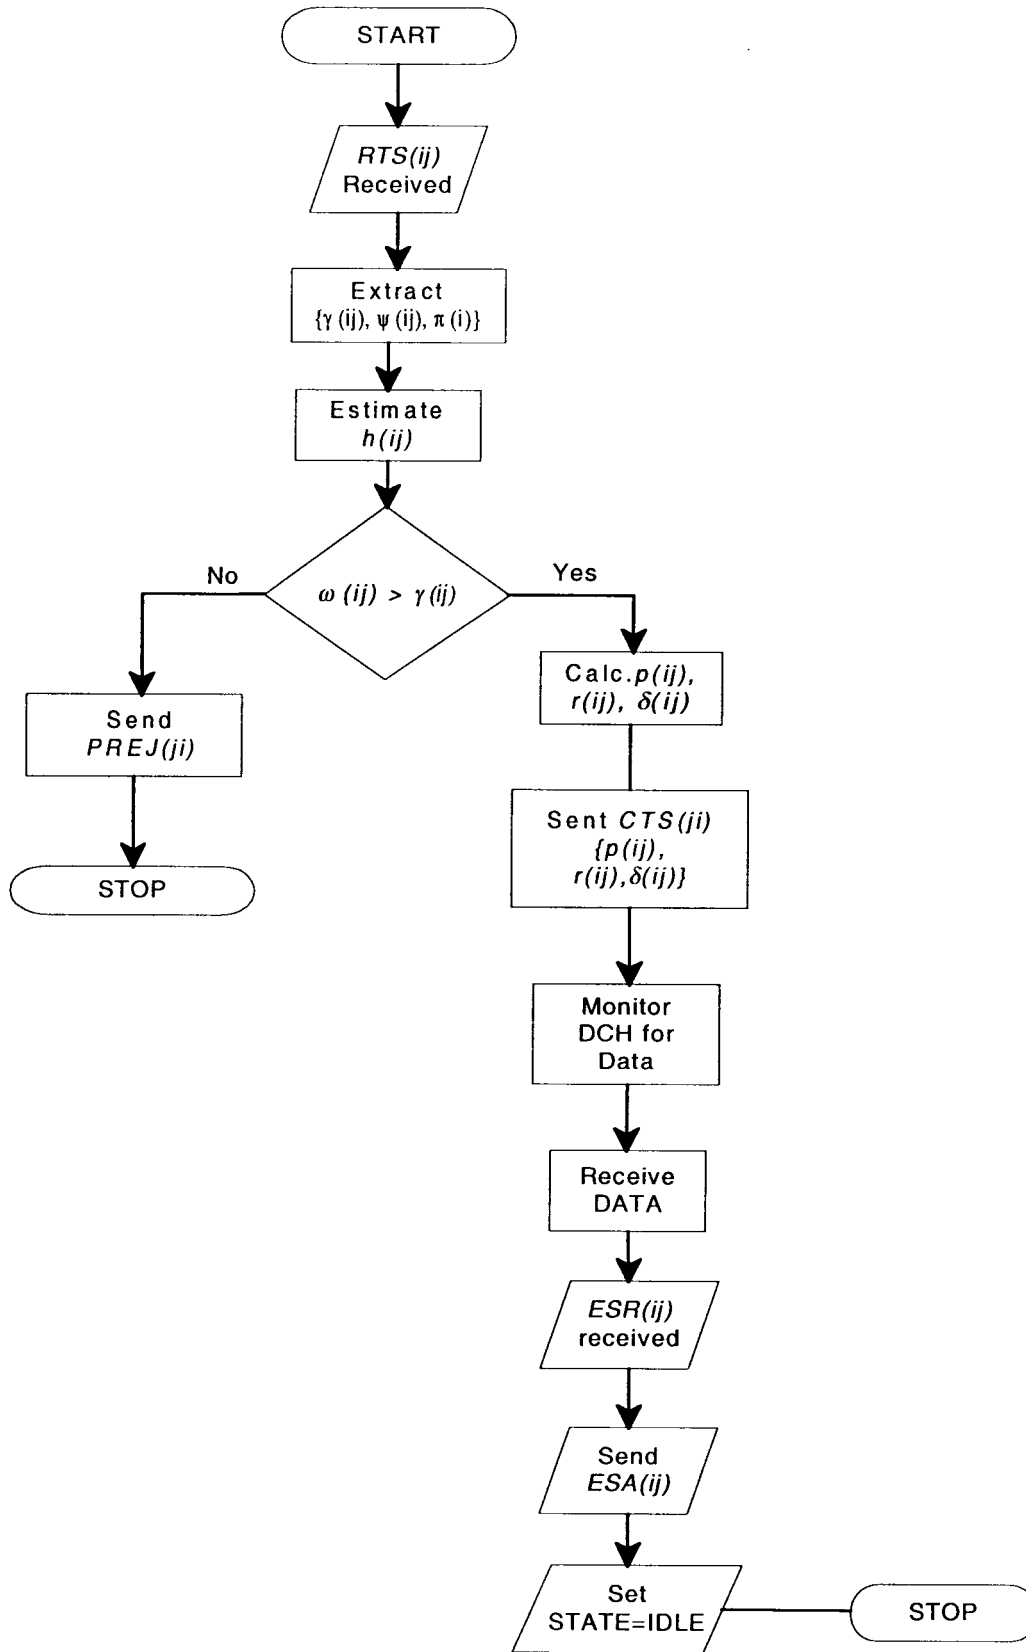 START
RTS(ij)
Received
Extract
{γ(ij), ψ(ij), π(i)}
Estimate
h(ij)
ω(ij) > γ(ij)
No
Yes
Send
PREJ(ji)
STOP
Calc.p(ij),
r(ij), δ(ij)
Sent CTS(ji)
{p(ij),
r(ij),δ(ij)}
Monitor
DCH for
Data
Receive
DATA
ESR(ij)
received
Send
ESA(ij)
Set
STATE=IDLE
STOP